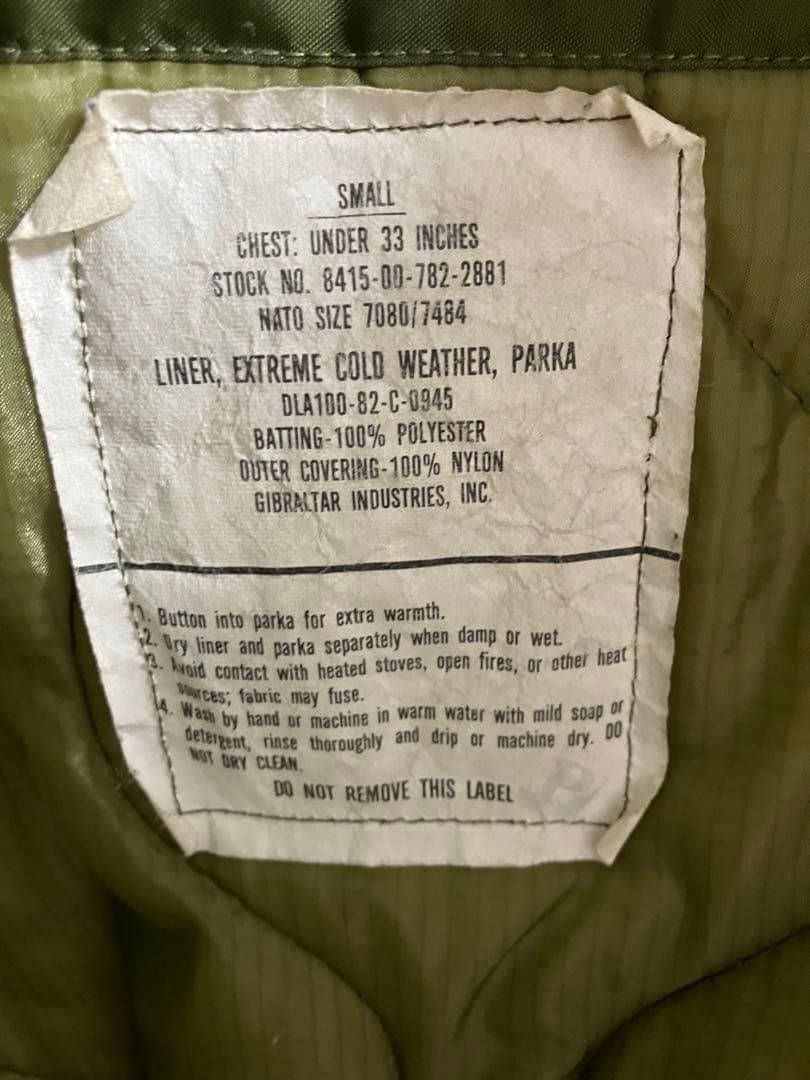 SMALL
CHEST: UNDER 33 INCHES
STOCK NO. 8415-00-782-2881
NATO SIZE 7080/7484
LINER, EXTREME COLD WEATHER, PARKA
DLA100-82-C-0945
BATTING-100% POLYESTER
OUTER COVERING-100% NYLON
GIBRALTAR INDUSTRIES, INC.
1. Button into parka for extra warmth.
2. Dry liner and parka separately when damp or wet.
3. Avoid contact with heated stoves, open fires, or other heat
sources; fabric may fuse.
4. Wash by hand or machine in warm water with mild soap or
detergent, rinse thoroughly and drip or machine dry. DO
NOT DRY CLEAN.
DO NOT REMOVE THIS LABEL